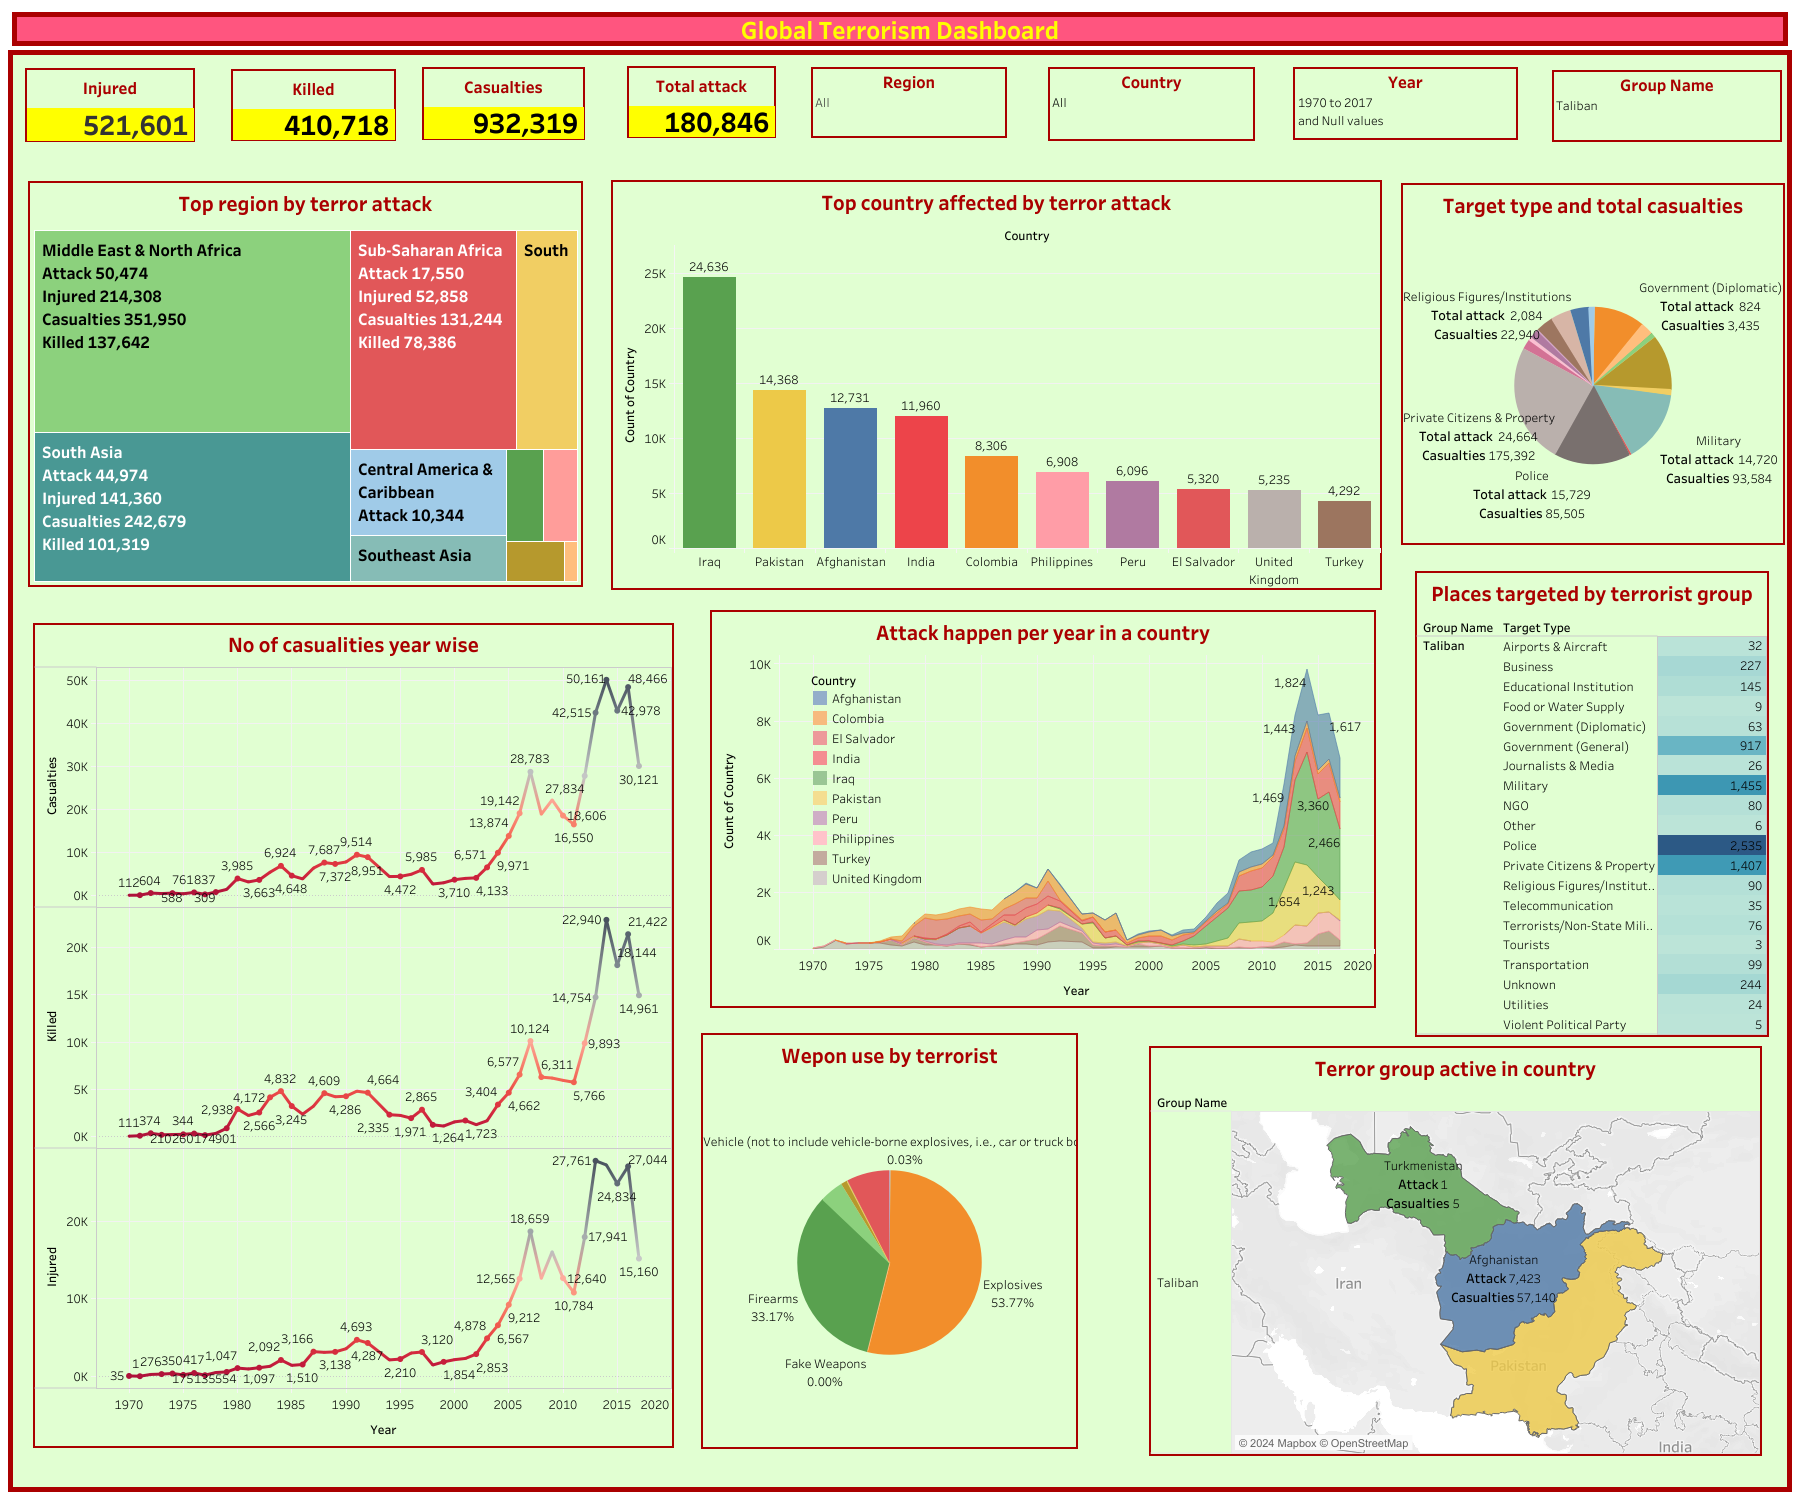 Global Terrorism Dashboard
Injured
521,601
Killed
410,718
Casualties
932,319
Total attack
180,846
Region
All
Country
All
Year
1970 to 2017
and Null values
Group Name
Taliban
Top region by terror attack
Middle East & North Africa
Attack 50,474
Injured 214,308
Casualties 351,950
Killed 137,642
South Asia
Attack 44,974
Injured 141,360
Casualties 242,679
Killed 101,319
Sub-Saharan Africa
Attack 17,550
Injured 52,858
Casualties 131,244
Killed 78,386
South
Central America &
Caribbean
Attack 10,344
Southeast Asia
Top country affected by terror attack
Country
Count of Country
25K
20K
15K
10K
5K
0K
24,636
14,368
12,731
11,960
8,306
6,908
6,096
5,320
5,235
4,292
Iraq
Pakistan
Afghanistan
India
Colombia
Philippines
Peru
El Salvador
United
Kingdom
Turkey
Target type and total casualties
Religious Figures/Institutions
Total attack 2,084
Casualties 22,940
Government (Diplomatic)
Total attack 824
Casualties 3,435
Private Citizens & Property
Total attack 24,664
Casualties 175,392
Military
Total attack 14,720
Casualties 93,584
Police
Total attack 15,729
Casualties 85,505
No of casualities year wise
Casualties
50K
40K
30K
20K
10K
0K
112
604
588
761
837
309
3,985
3,663
6,924
4,648
7,687
7,372
9,514
8,951
4,472
5,985
3,710
6,571
4,133
9,971
13,874
19,142
28,783
27,834
18,606
16,550
42,515
50,161
42,978
48,466
30,121
Killed
20K
15K
10K
5K
0K
111
374
210
344
260
174
901
2,938
2,566
4,172
4,832
3,245
4,609
4,286
4,664
2,335
1,971
2,865
1,264
1,723
3,404
4,662
6,577
10,124
6,311
5,766
9,893
14,754
22,940
18,144
21,422
14,961
Injured
20K
10K
0K
35
1
276
350
417
175
135
554
1,047
1,097
2,092
1,510
3,166
3,138
4,693
4,287
2,210
3,120
1,854
2,853
4,878
6,567
9,212
12,565
18,659
12,640
10,784
17,941
27,761
24,834
27,044
15,160
1970
1975
1980
1985
1990
1995
2000
2005
2010
2015
2020
Year
Attack happen per year in a country
Count of Country
10K
8K
6K
4K
2K
0K
Country
Afghanistan
Colombia
El Salvador
India
Iraq
Pakistan
Peru
Philippines
Turkey
United Kingdom
1,824
1,443
1,617
1,469
3,360
2,466
1,243
1,654
1970
1975
1980
1985
1990
1995
2000
2005
2010
2015
2020
Year
Places targeted by terrorist group
Group Name Target Type
Taliban Airports & Aircraft 32
Business 227
Educational Institution 145
Food or Water Supply 9
Government (Diplomatic) 63
Government (General) 917
Journalists & Media 26
Military 1,455
NGO 80
Other 6
Police 2,535
Private Citizens & Property 1,407
Religious Figures/Institut.. 90
Telecommunication 35
Terrorists/Non-State Mili.. 76
Tourists 3
Transportation 99
Unknown 244
Utilities 24
Violent Political Party 5
Wepon use by terrorist
Vehicle (not to include vehicle-borne explosives, i.e., car or truck bo
0.03%
Explosives
53.77%
Firearms
33.17%
Fake Weapons
0.00%
Terror group active in country
Group Name
Taliban
Turkmenistan
Attack 1
Casualties 5
Afghanistan
Attack 7,423
Casualties 57,140
Iran
Pakistan
India
© 2024 Mapbox © OpenStreetMap